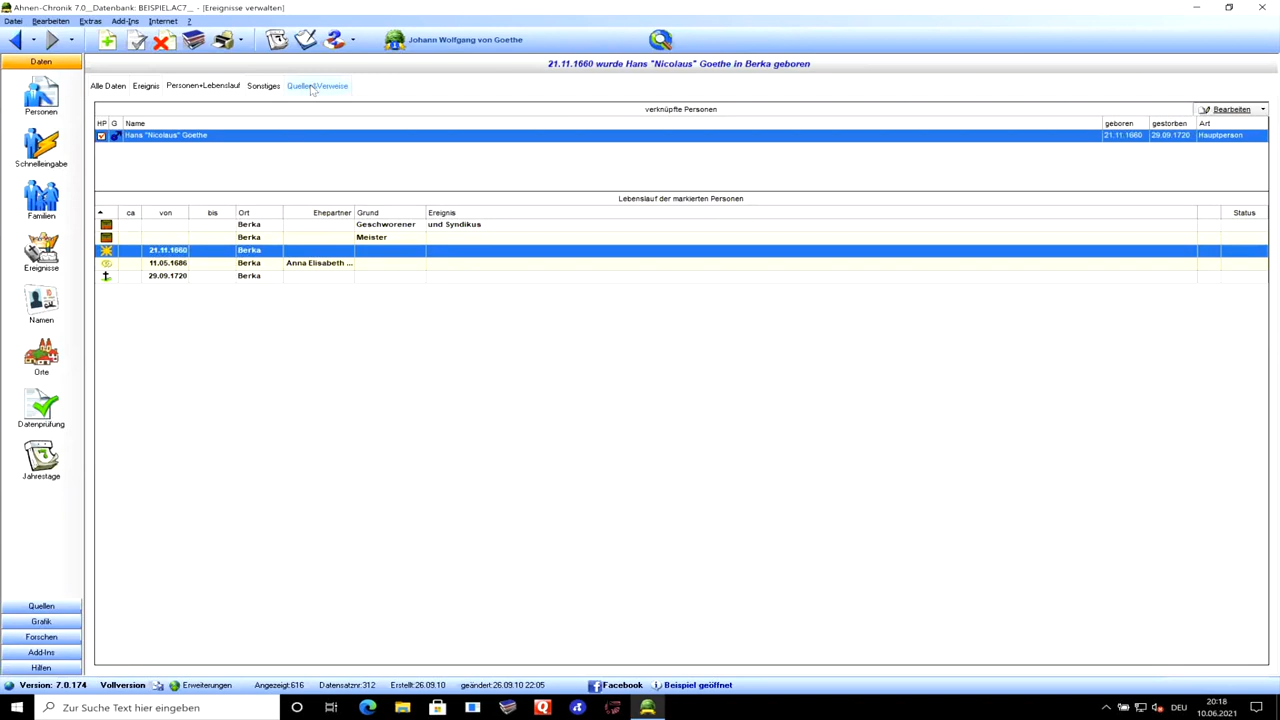 Ahnen-Chronik 7.0__Datenbank: BEISPIEL.AC7__ - [Ereignisse verwalten]
Datei Bearbeiten Extras Add-Ins Internet ?
Johann Wolfgang von Goethe
Daten
21.11.1660 wurde Hans "Nicolaus" Goethe in Berka geboren
Alle Daten Ereignis Personen+Lebenslauf Sonstiges Quellen&Verweise
verknüpfte Personen Bearbeiten
HP G Name geboren gestorben Art
Hans "Nicolaus" Goethe 21.11.1660 29.09.1720 Hauptperson
Lebenslauf der markierten Personen
ca von bis Ort Ehepartner Grund Ereignis Status
Berka Geschworener und Syndikus
Berka Meister
21.11.1660 Berka
11.05.1686 Berka Anna Elisabeth ...
29.09.1720 Berka
Personen
Schnelleingabe
Familien
Ereignisse
Namen
Orte
Datenprüfung
Jahrestage
Quellen
Grafik
Forschen
Add-Ins
Hilfen
Version: 7.0.174 Vollversion Erweiterungen Angezeigt:616 Datensatznr:312 Erstellt:26.09.10 geändert:26.09.10 22:05 Facebook Beispiel geöffnet
Zur Suche Text hier eingeben
DEU
20:18
10.06.2021